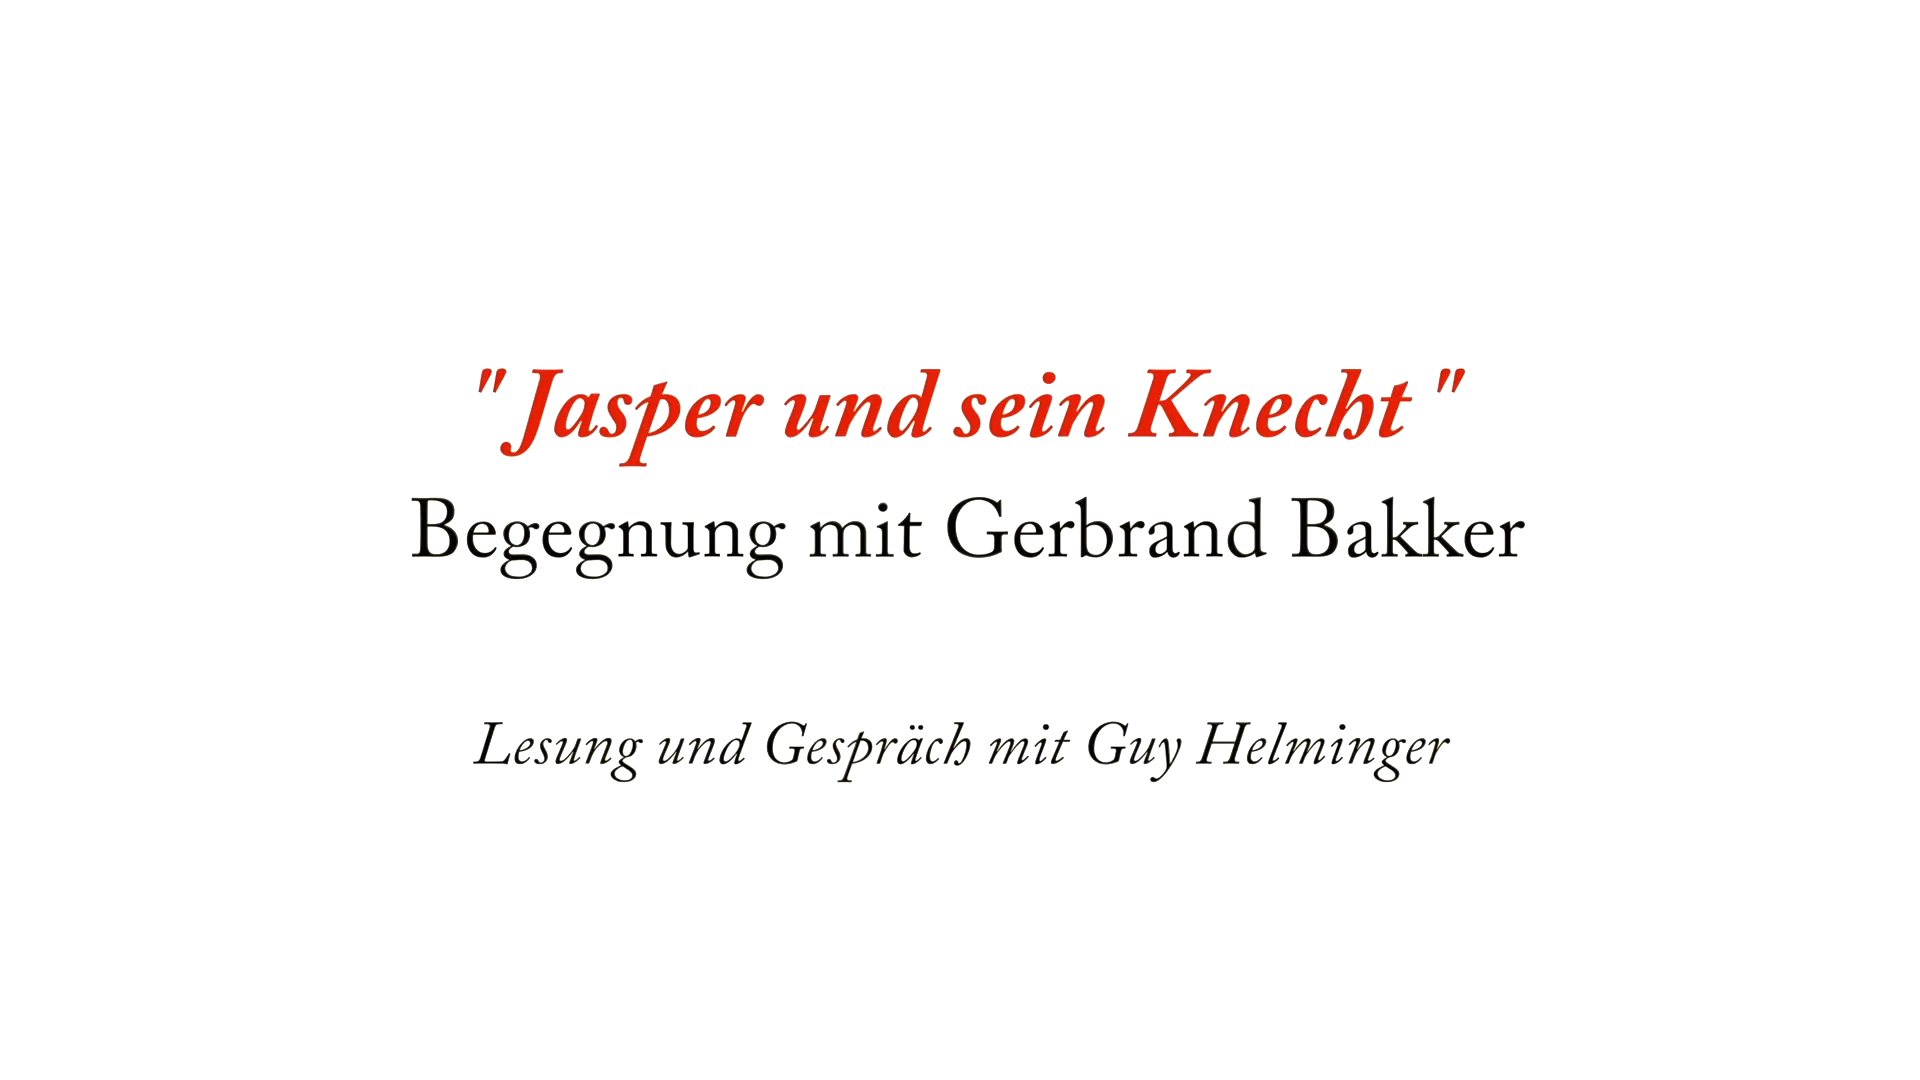 " Jasper und sein Knecht "
Begegnung mit Gerbrand Bakker
Lesung und Gespräch mit Guy Helminger